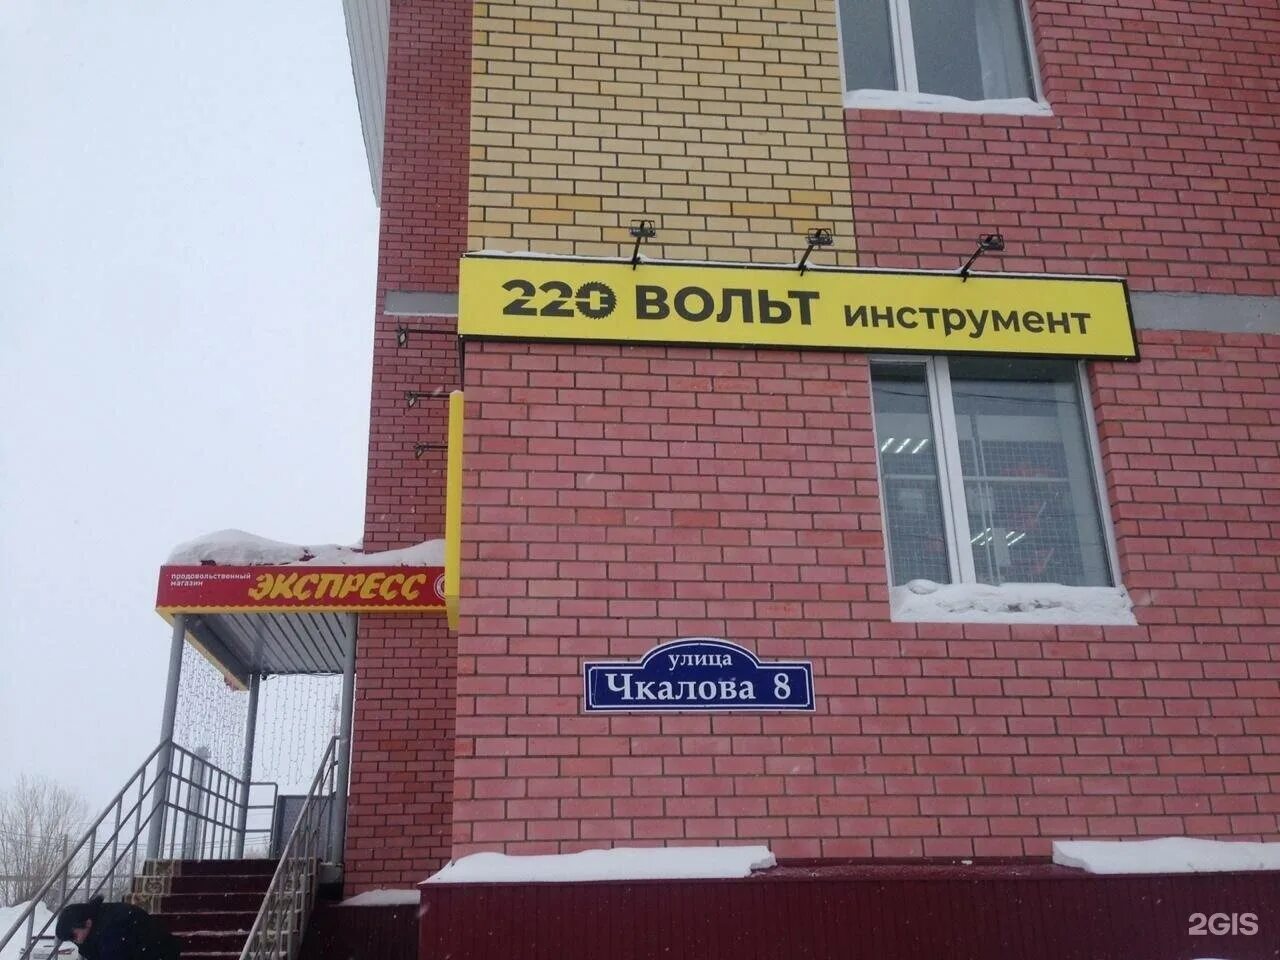 220 ВОЛЬТ инструмент
продовольственный
магазин
ЭКСПРЕСС
улица
Чкалова 8
2GIS